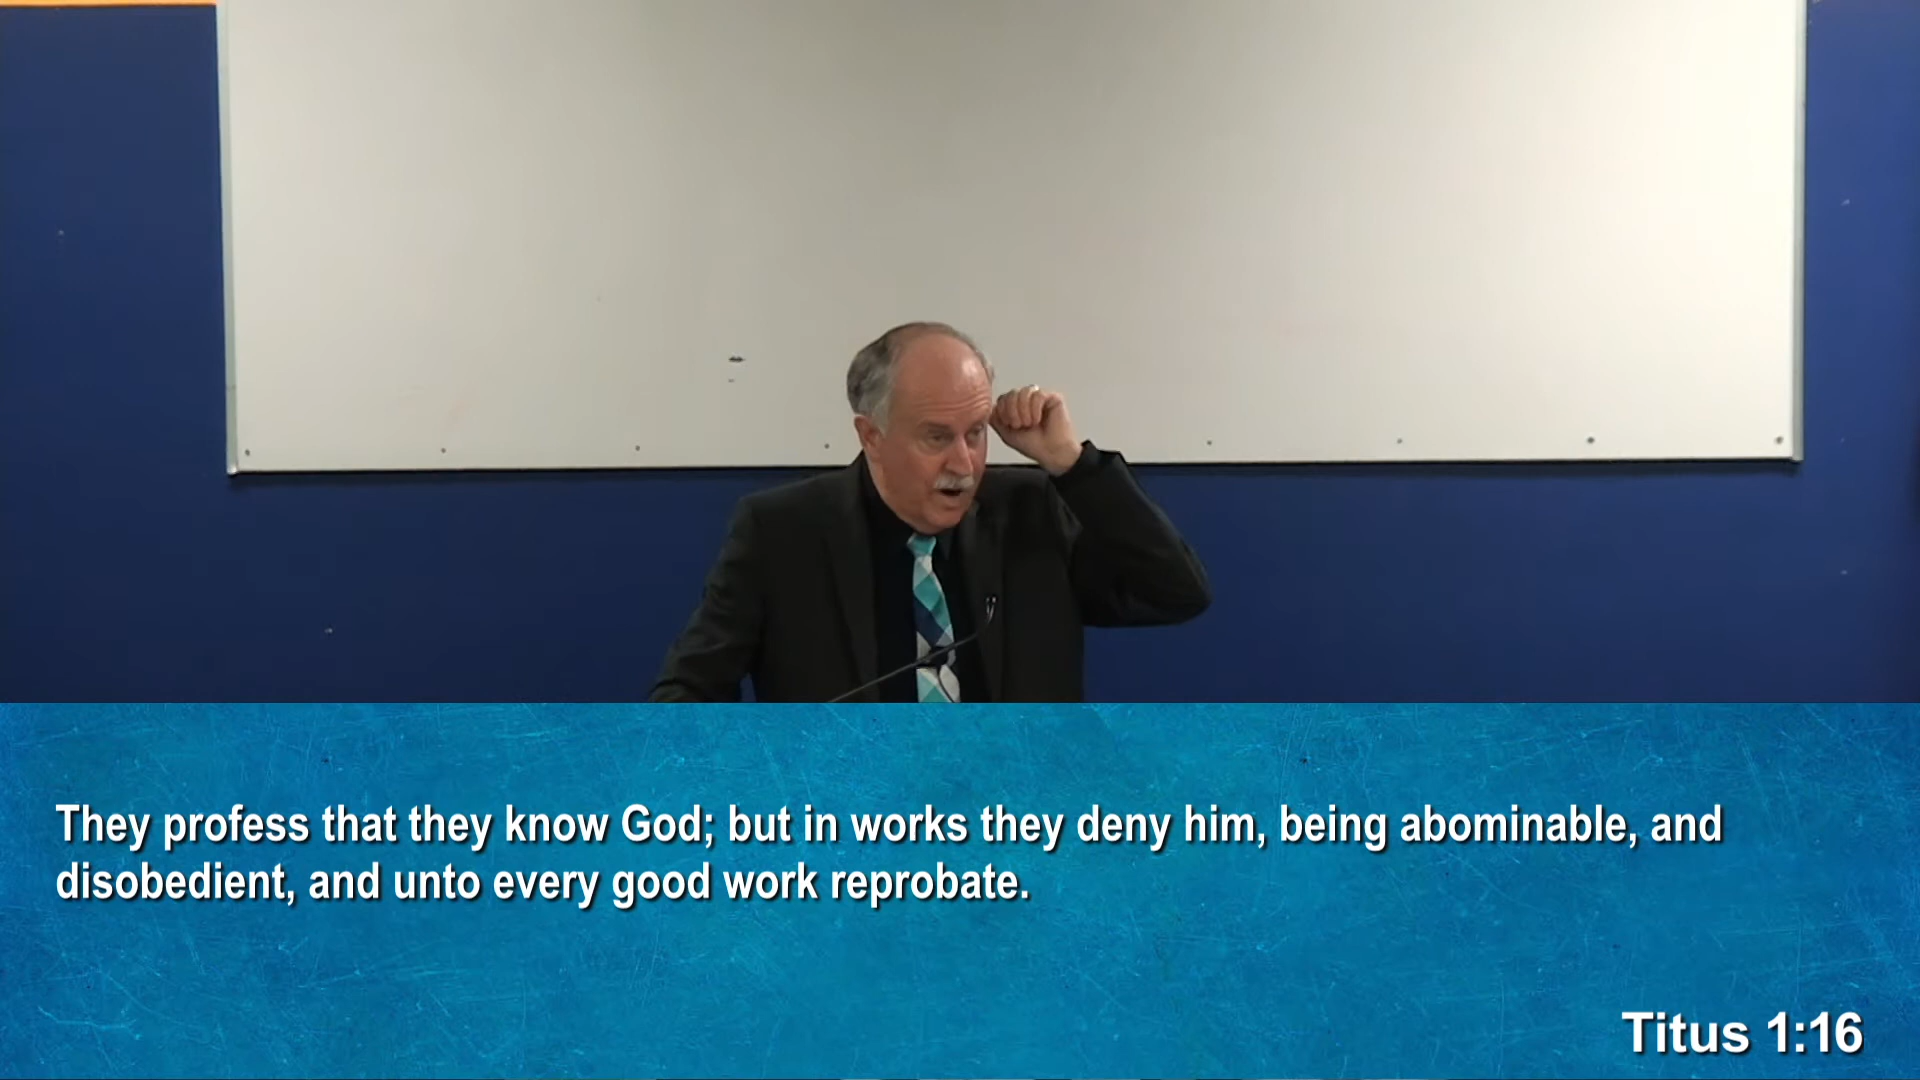 They profess that they know God; but in works they deny him, being abominable, and
disobedient, and unto every good work reprobate.
Titus 1:16